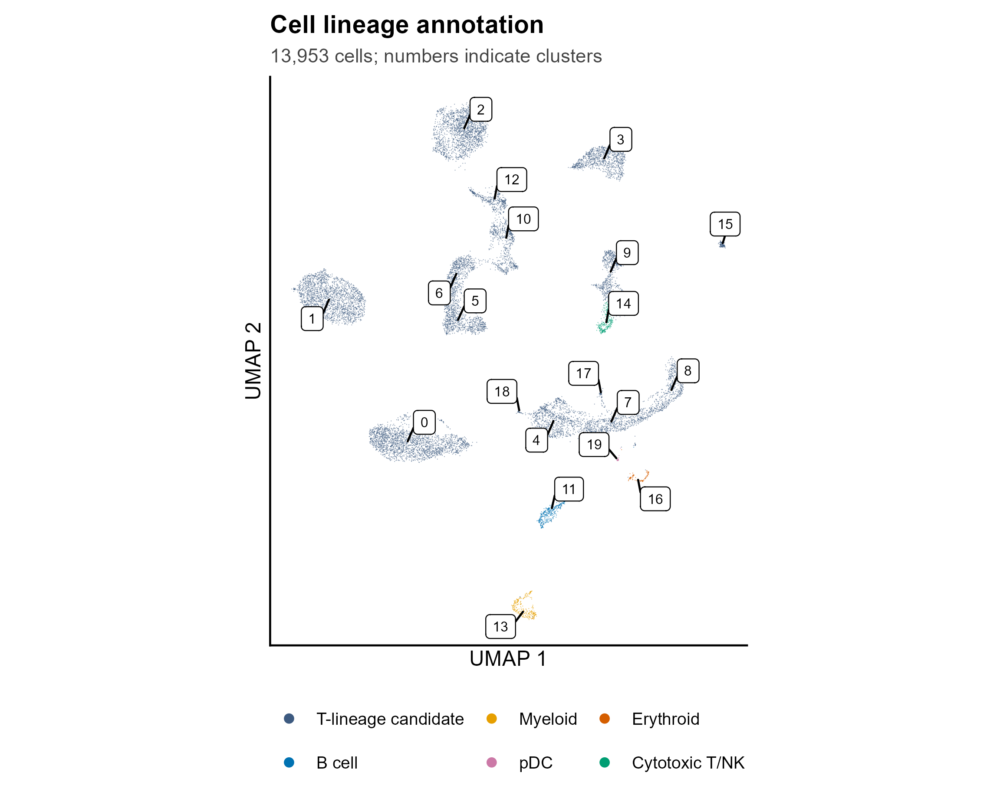 Cell lineage annotation
13,953 cells; numbers indicate clusters
2
3
12
10
15
9
6
5
14
1
17
8
18
7
0
4
19
11
16
13
UMAP 2
UMAP 1
T-lineage candidate
Myeloid
Erythroid
B cell
pDC
Cytotoxic T/NK